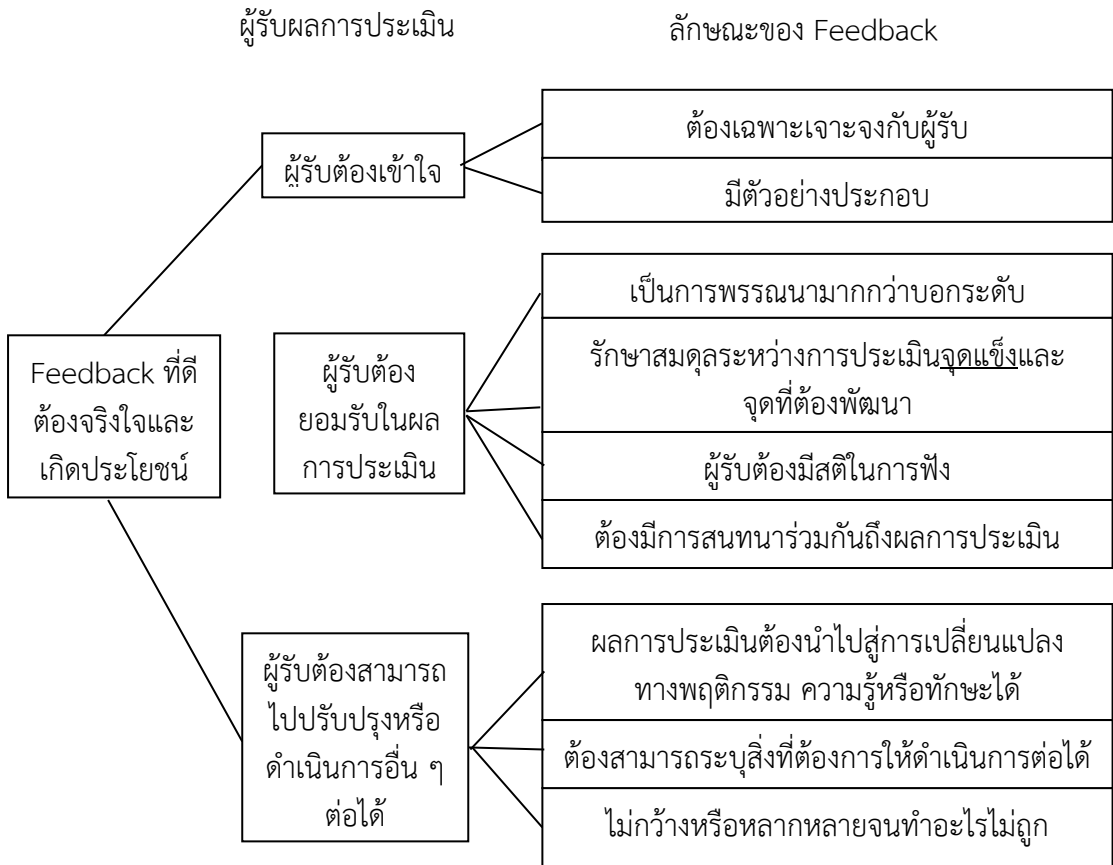 ผู้รับผลการประเมิน
ลักษณะของ Feedback
ผู้รับต้องเข้าใจ
ต้องเฉพาะเจาะจงกับผู้รับ
มีตัวอย่างประกอบ
Feedback ที่ดี
ต้องจริงใจและ
เกิดประโยชน์
ผู้รับต้อง
ยอมรับในผล
การประเมิน
เป็นการพรรณนามากกว่าบอกระดับ
รักษาสมดุลระหว่างการประเมินจุดแข็งและ
จุดที่ต้องพัฒนา
ผู้รับต้องมีสติในการฟัง
ต้องมีการสนทนาร่วมกันถึงผลการประเมิน
ผู้รับต้องสามารถ
ไปปรับปรุงหรือ
ดำเนินการอื่น ๆ
ต่อได้
ผลการประเมินต้องนำไปสู่การเปลี่ยนแปลง
ทางพฤติกรรม ความรู้หรือทักษะได้
ต้องสามารถระบุสิ่งที่ต้องการให้ดำเนินการต่อได้
ไม่กว้างหรือหลากหลายจนทำอะไรไม่ถูก